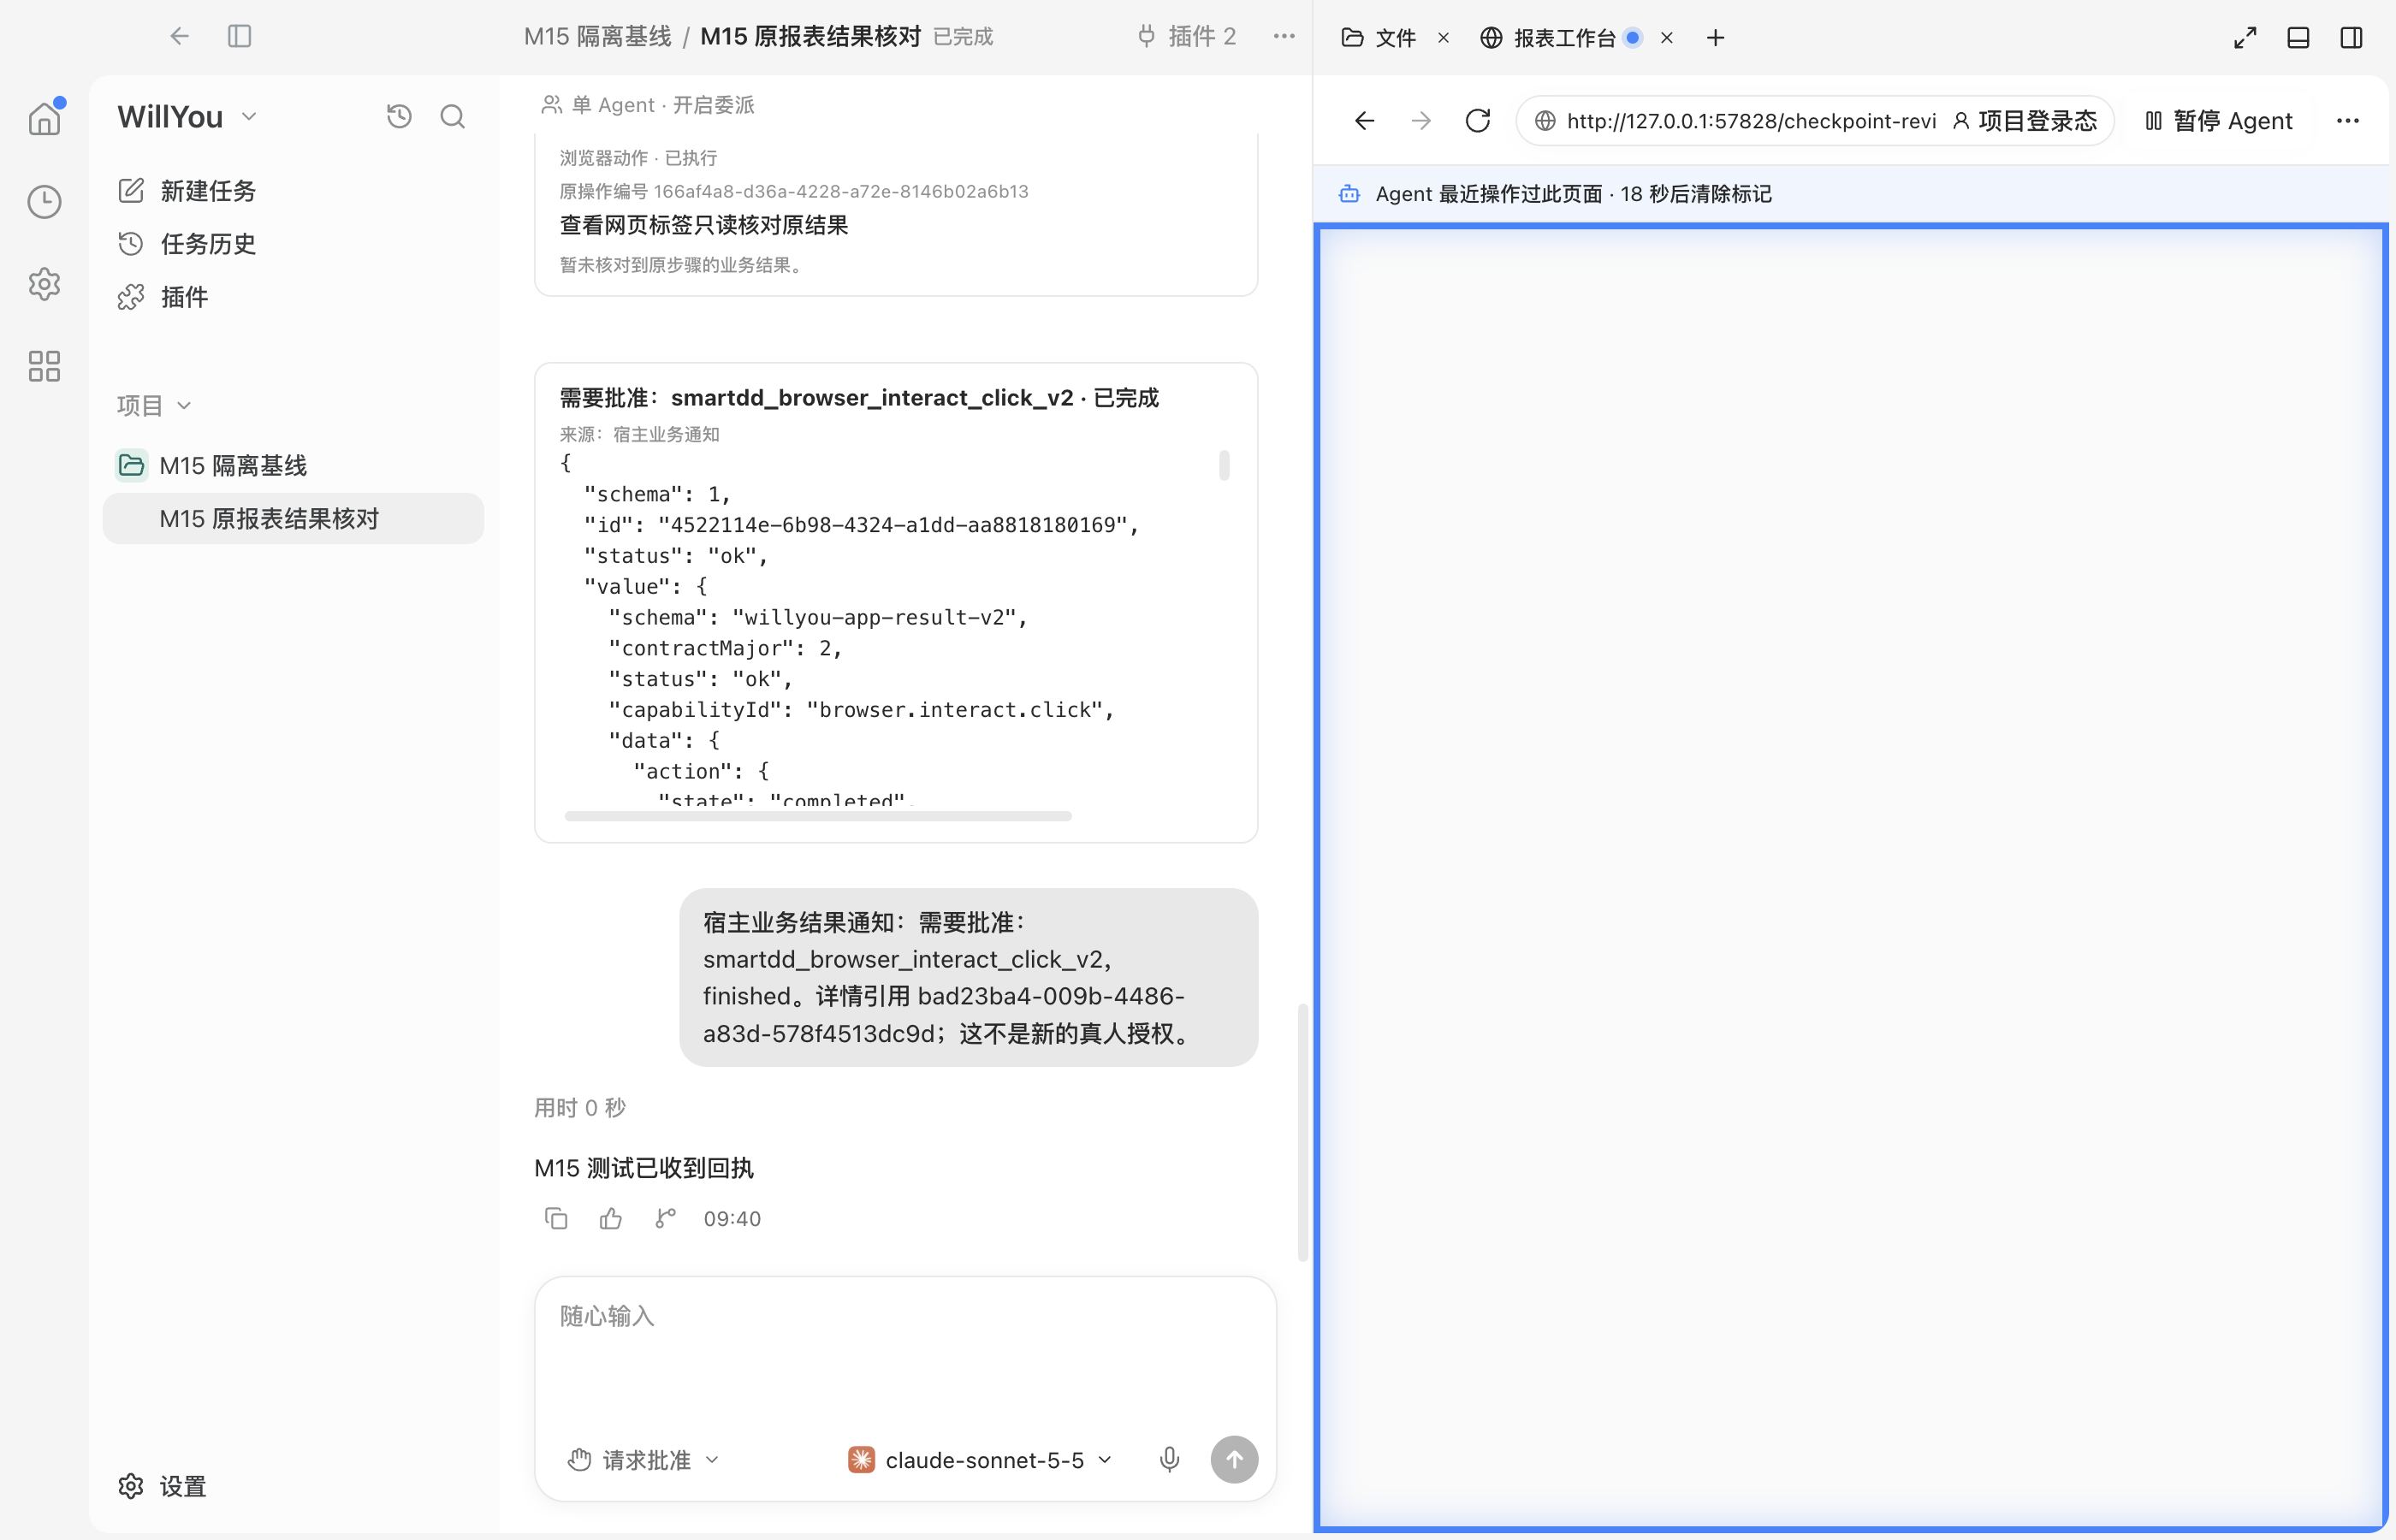 M15 隔离基线 / M15 原报表结果核对 已完成
插件 2
文件
报表工作台
WillYou
新建任务
任务历史
插件
项目
M15 隔离基线
M15 原报表结果核对
设置
单 Agent · 开启委派
浏览器动作 · 已执行
原操作编号 166af4a8-d36a-4228-a72e-8146b02a6b13
查看网页标签只读核对原结果
暂未核对到原步骤的业务结果。
需要批准：smartdd_browser_interact_click_v2 · 已完成
来源：宿主业务通知
{
"schema": 1,
"id": "4522114e-6b98-4324-a1dd-aa8818180169",
"status": "ok",
"value": {
"schema": "willyou-app-result-v2",
"contractMajor": 2,
"status": "ok",
"capabilityId": "browser.interact.click",
"data": {
"action": {
"state": "completed",
宿主业务结果通知：需要批准：
smartdd_browser_interact_click_v2，
finished。详情引用 bad23ba4-009b-4486-
a83d-578f4513dc9d；这不是新的真人授权。
用时 0 秒
M15 测试已收到回执
09:40
随心输入
请求批准
claude-sonnet-5-5
http://127.0.0.1:57828/checkpoint-revi
项目登录态
暂停 Agent
Agent 最近操作过此页面 · 18 秒后清除标记